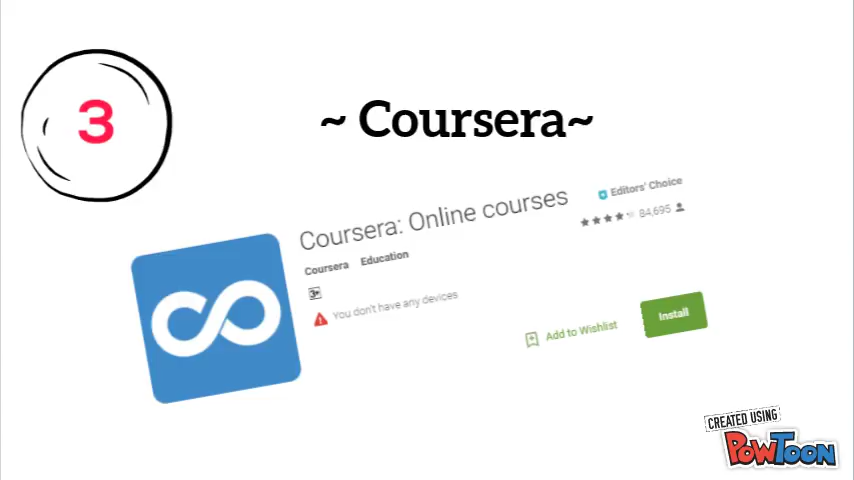 3
~ Coursera~
Coursera: Online courses
Editors' Choice
84,695
Coursera Education
3+
You don't have any devices
Add to Wishlist
Install
CREATED USING
POWTOON